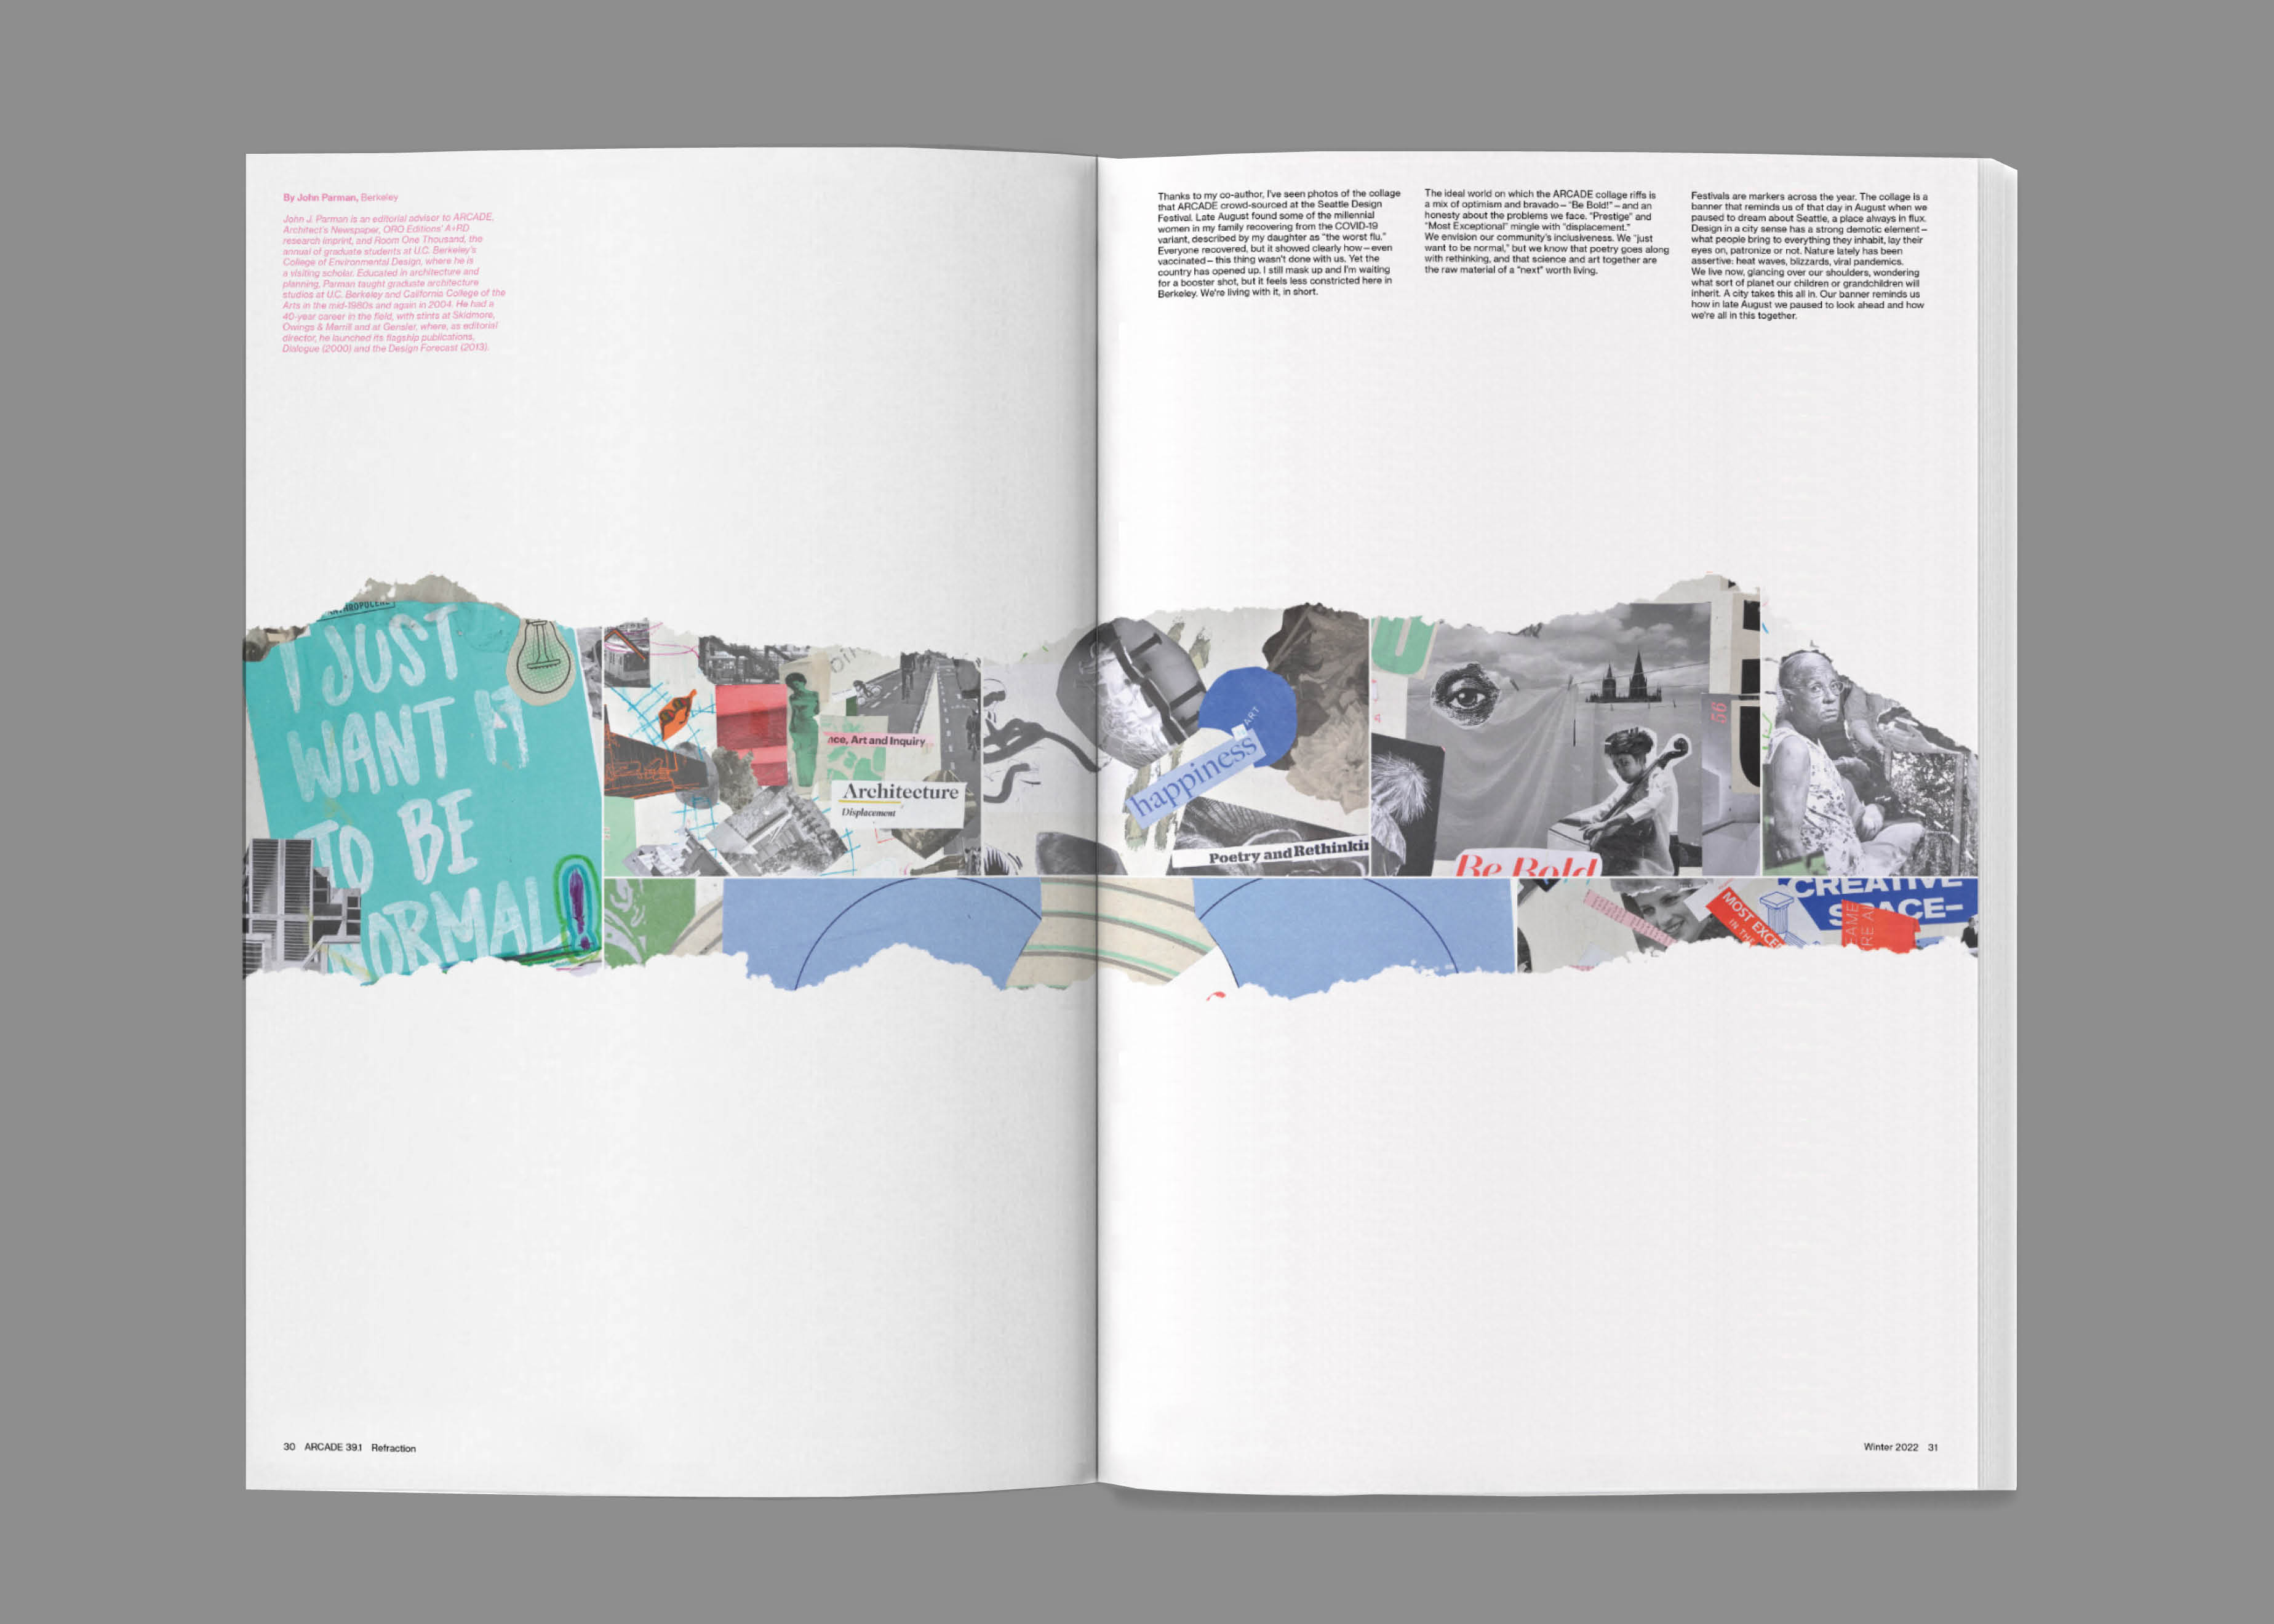 By John Parman, Berkeley
John J. Parman is an editorial advisor to ARCADE,
Architect's Newspaper, ORO Editions' A+RD
research imprint, and Room One Thousand, the
annual of graduate students at U.C. Berkeley's
College of Environmental Design, where he is
a visiting scholar. Educated in architecture and
planning, Parman taught graduate architecture
studios at U.C. Berkeley and California College of the
Arts in the mid-1980s and again in 2004. He had a
40-year career in the field, with stints at Skidmore,
Owings & Merrill and at Gensler, where, as editorial
director, he launched its flagship publications,
Dialogue (2000) and the Design Forecast (2013).
Thanks to my co-author, I've seen photos of the collage
that ARCADE crowd-sourced at the Seattle Design
Festival. Late August found some of the millennial
women in my family recovering from the COVID-19
variant, described by my daughter as "the worst flu."
Everyone recovered, but it showed clearly how—even
vaccinated—this thing wasn't done with us. Yet the
country has opened up. I still mask up and I'm waiting
for a booster shot, but it feels less constricted here in
Berkeley. We're living with it, in short.
The ideal world on which the ARCADE collage riffs is
a mix of optimism and bravado—"Be Bold!"—and an
honesty about the problems we face. "Prestige" and
"Most Exceptional" mingle with "displacement."
We envision our community's inclusiveness. We "just
want to be normal," but we know that poetry goes along
with rethinking, and that science and art together are
the raw material of a "next" worth living.
Festivals are markers across the year. The collage is a
banner that reminds us of that day in August when we
paused to dream about Seattle, a place always in flux.
Design in a city sense has a strong demotic element—
what people bring to everything they inhabit, lay their
eyes on, patronize or not. Nature lately has been
assertive: heat waves, blizzards, viral pandemics.
We live now, glancing over our shoulders, wondering
what sort of planet our children or grandchildren will
inherit. A city takes this all in. Our banner reminds us
how in late August we paused to look ahead and how
we're all in this together.
I JUST
WANT IT
TO BE
NORMAL
nce, Art and Inquiry
Architecture
Displacement
ART
happiness
Poetry and Rethinki
U
Be Bold
56
MOST EXCE
IN THE
CREATIVE
SPACE-
FAME
RE A
30 ARCADE 39.1 Refraction
Winter 2022 31